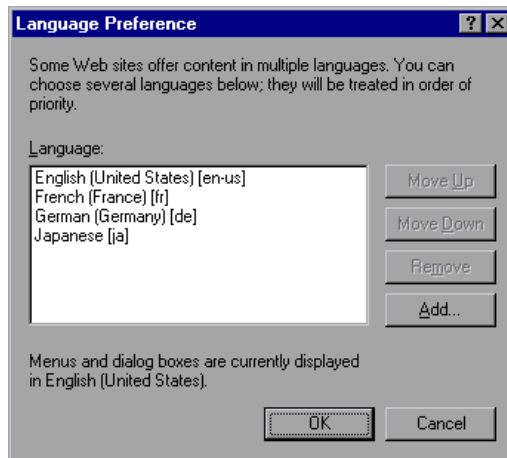 Language Preference
Some Web sites offer content in multiple languages. You can
choose several languages below; they will be treated in order of
priority.
Language:
English (United States) [en-us]
French (France) [fr]
German (Germany) [de]
Japanese [ja]
Move Up
Move Down
Remove
Add...
Menus and dialog boxes are currently displayed
in English (United States).
OK
Cancel